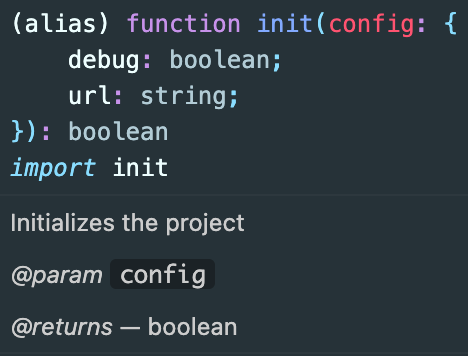 (alias) function init(config: {
    debug: boolean;
    url: string;
}): boolean
import init
Initializes the project
@param config
@returns — boolean